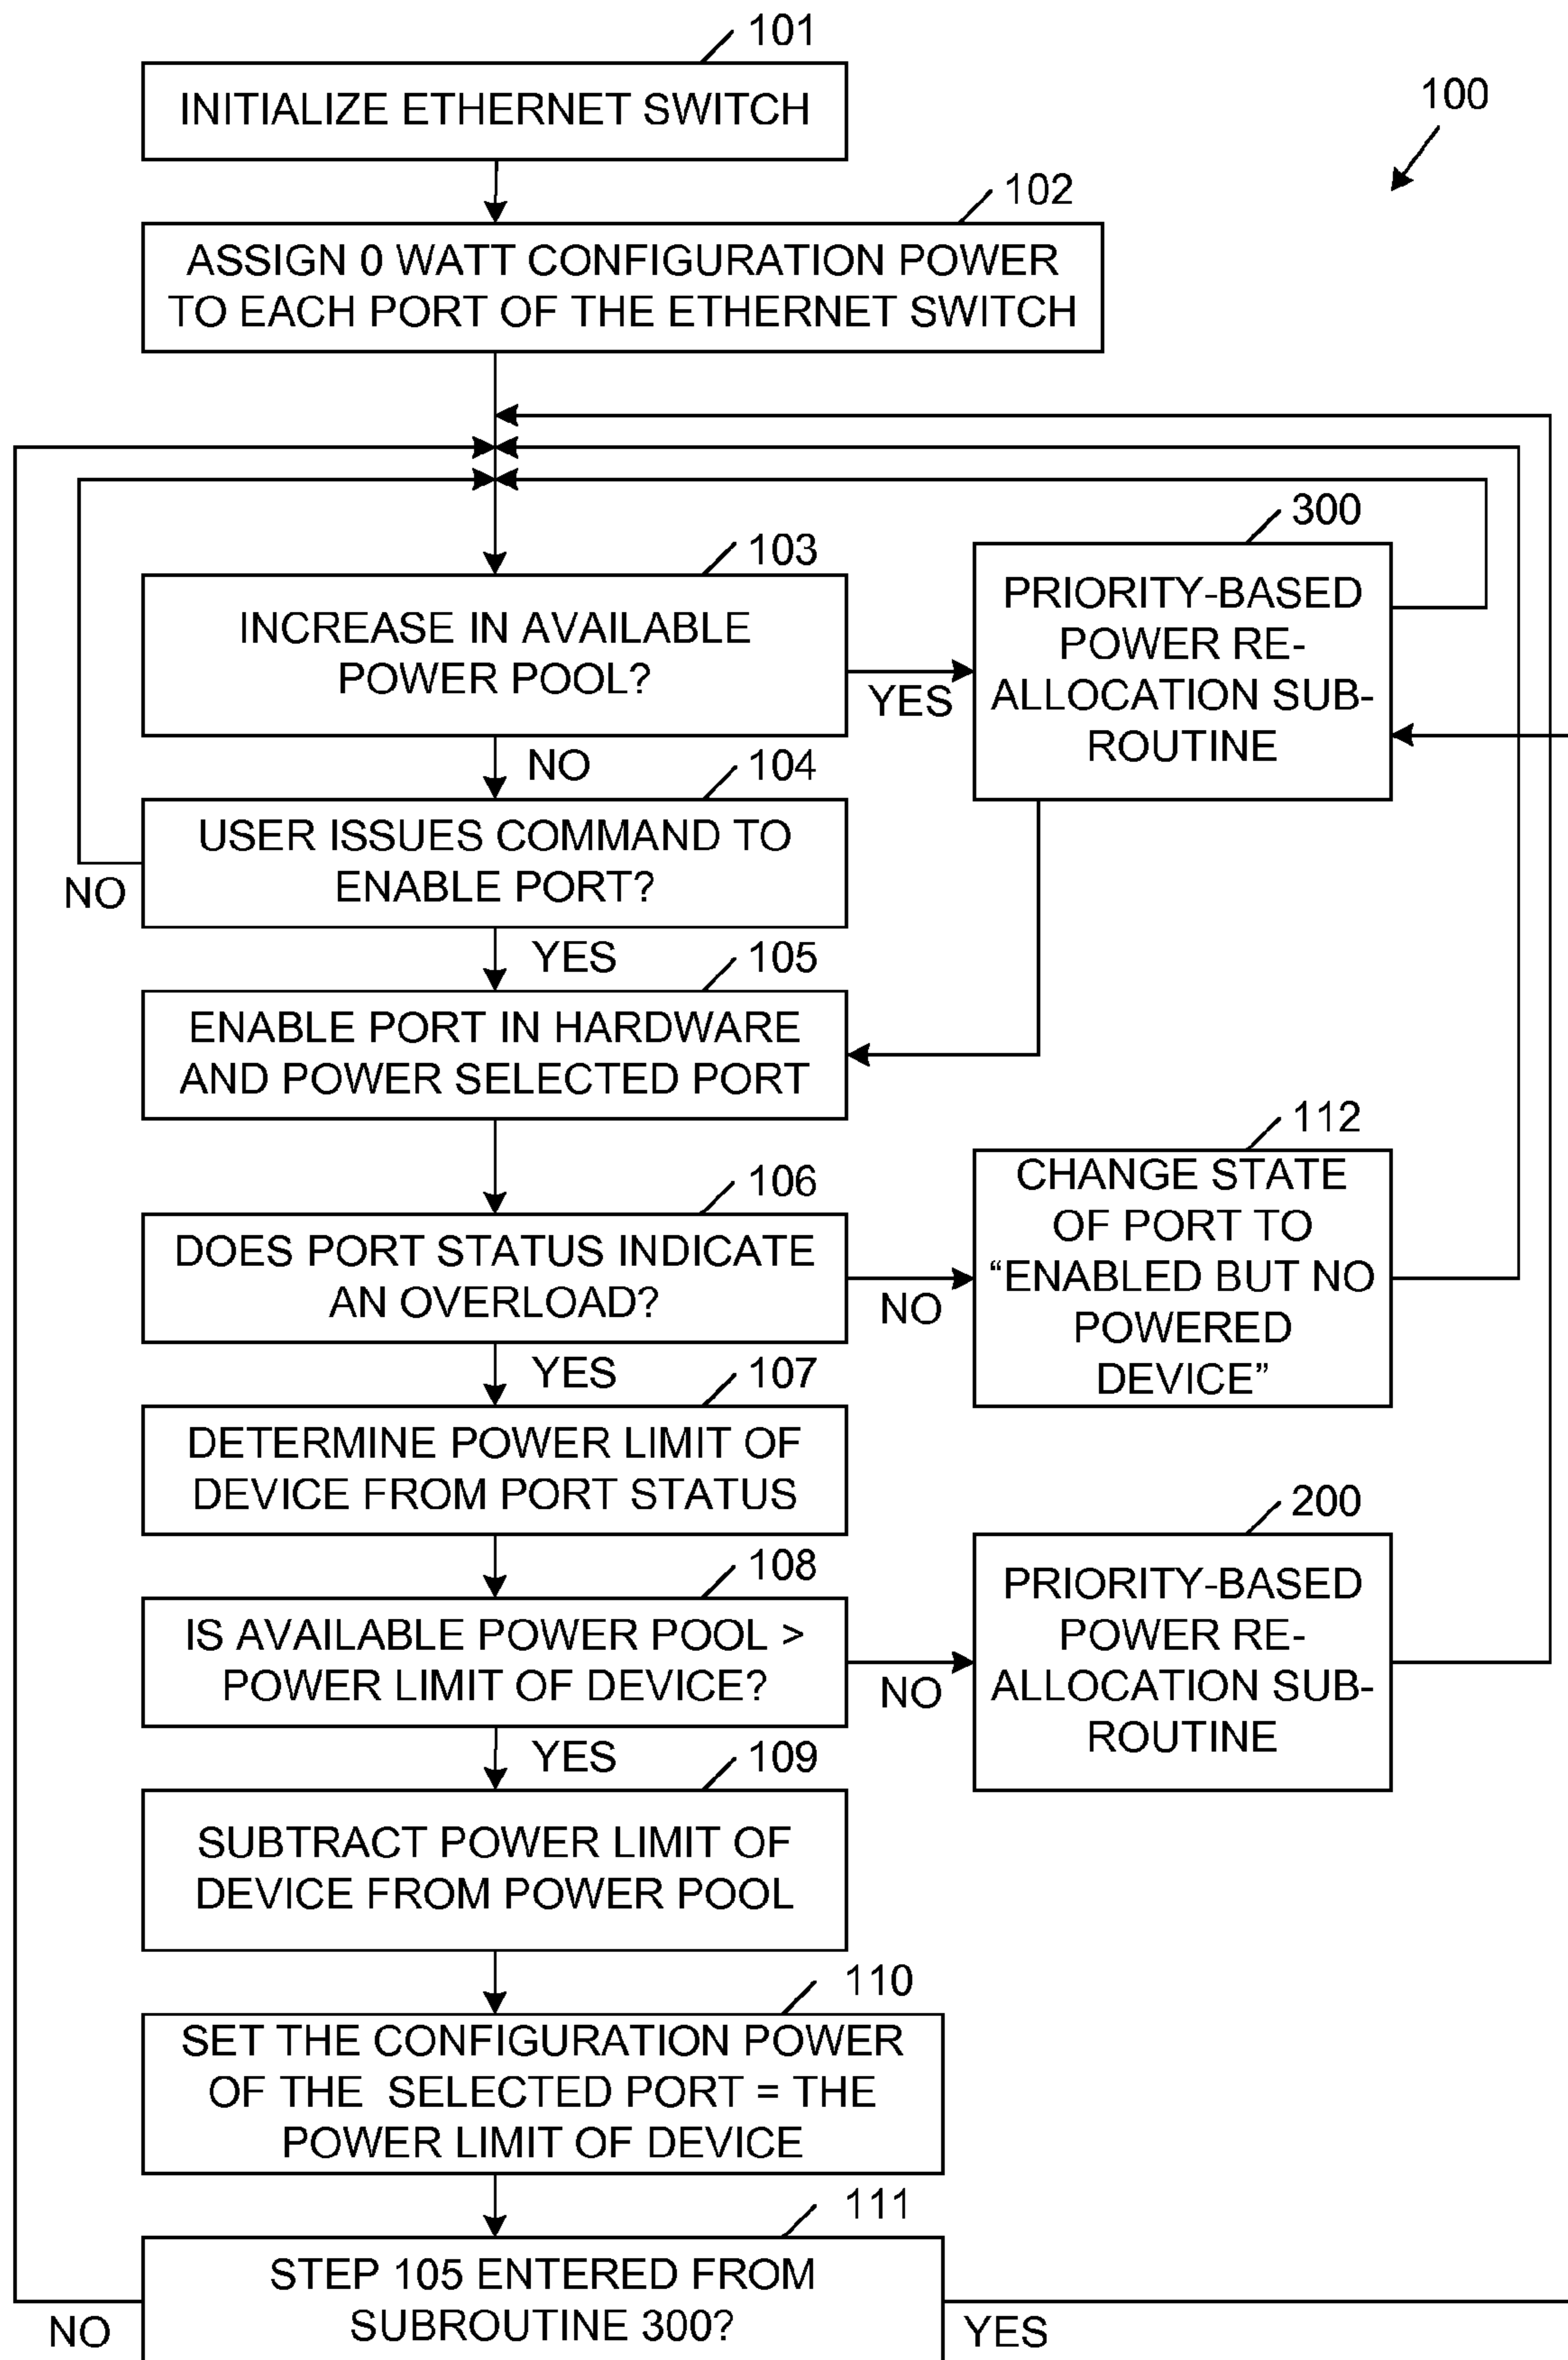 101
INITIALIZE ETHERNET SWITCH
100
102
ASSIGN 0 WATT CONFIGURATION POWER
TO EACH PORT OF THE ETHERNET SWITCH
103
INCREASE IN AVAILABLE
POWER POOL?
YES
NO
300
PRIORITY-BASED
POWER RE-
ALLOCATION SUB-
ROUTINE
104
USER ISSUES COMMAND TO
ENABLE PORT?
NO
YES
105
ENABLE PORT IN HARDWARE
AND POWER SELECTED PORT
106
DOES PORT STATUS INDICATE
AN OVERLOAD?
NO
YES
112
CHANGE STATE
OF PORT TO
“ENABLED BUT NO
POWERED
DEVICE”
107
DETERMINE POWER LIMIT OF
DEVICE FROM PORT STATUS
108
IS AVAILABLE POWER POOL >
POWER LIMIT OF DEVICE?
NO
YES
200
PRIORITY-BASED
POWER RE-
ALLOCATION SUB-
ROUTINE
109
SUBTRACT POWER LIMIT OF
DEVICE FROM POWER POOL
110
SET THE CONFIGURATION POWER
OF THE SELECTED PORT = THE
POWER LIMIT OF DEVICE
111
STEP 105 ENTERED FROM
SUBROUTINE 300?
NO
YES